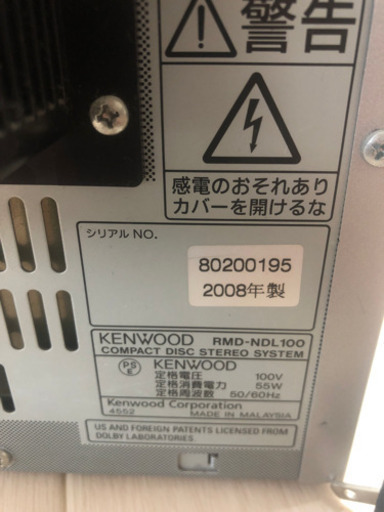 警告
感電のおそれあり
カバーを開けるな
シリアル NO.
80200195
2008年製
KENWOOD RMD-NDL100
COMPACT DISC STEREO SYSTEM
PS
E
KENWOOD
定格電圧 100V
定格消費電力 55W
定格周波数 50/60Hz
Kenwood Corporation
4552 MADE IN MALAYSIA
US AND FOREIGN PATENTS LICENSED FROM
DOLBY LABORATORIES